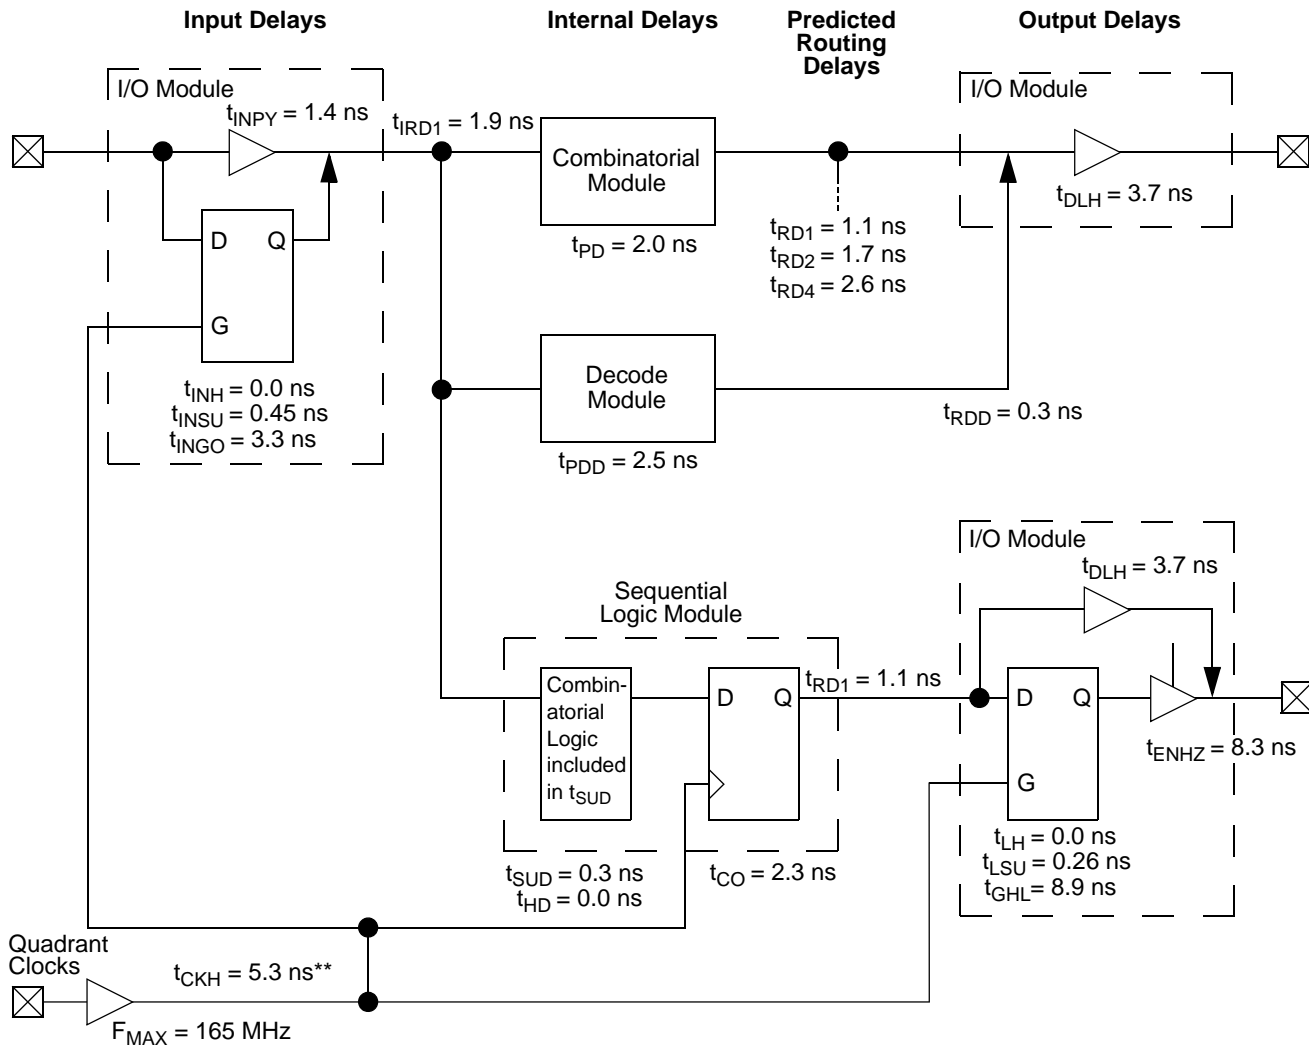 Input Delays
Internal Delays
Predicted
Routing
Delays
Output Delays
I/O Module
tINPY = 1.4 ns
tIRD1 = 1.9 ns
D Q
G
tINH = 0.0 ns
tINSU = 0.45 ns
tINGO = 3.3 ns
Combinatorial
Module
tPD = 2.0 ns
tRD1 = 1.1 ns
tRD2 = 1.7 ns
tRD4 = 2.6 ns
I/O Module
tDLH = 3.7 ns
Decode
Module
tPDD = 2.5 ns
tRDD = 0.3 ns
Sequential
Logic Module
Combin-
atorial
Logic
included
in tSUD
D Q
tSUD = 0.3 ns
tHD = 0.0 ns
tCO = 2.3 ns
tRD1 = 1.1 ns
I/O Module
tDLH = 3.7 ns
D Q
G
tENHZ = 8.3 ns
tLH = 0.0 ns
tLSU = 0.26 ns
tGHL = 8.9 ns
Quadrant
Clocks
tCKH = 5.3 ns**
FMAX = 165 MHz